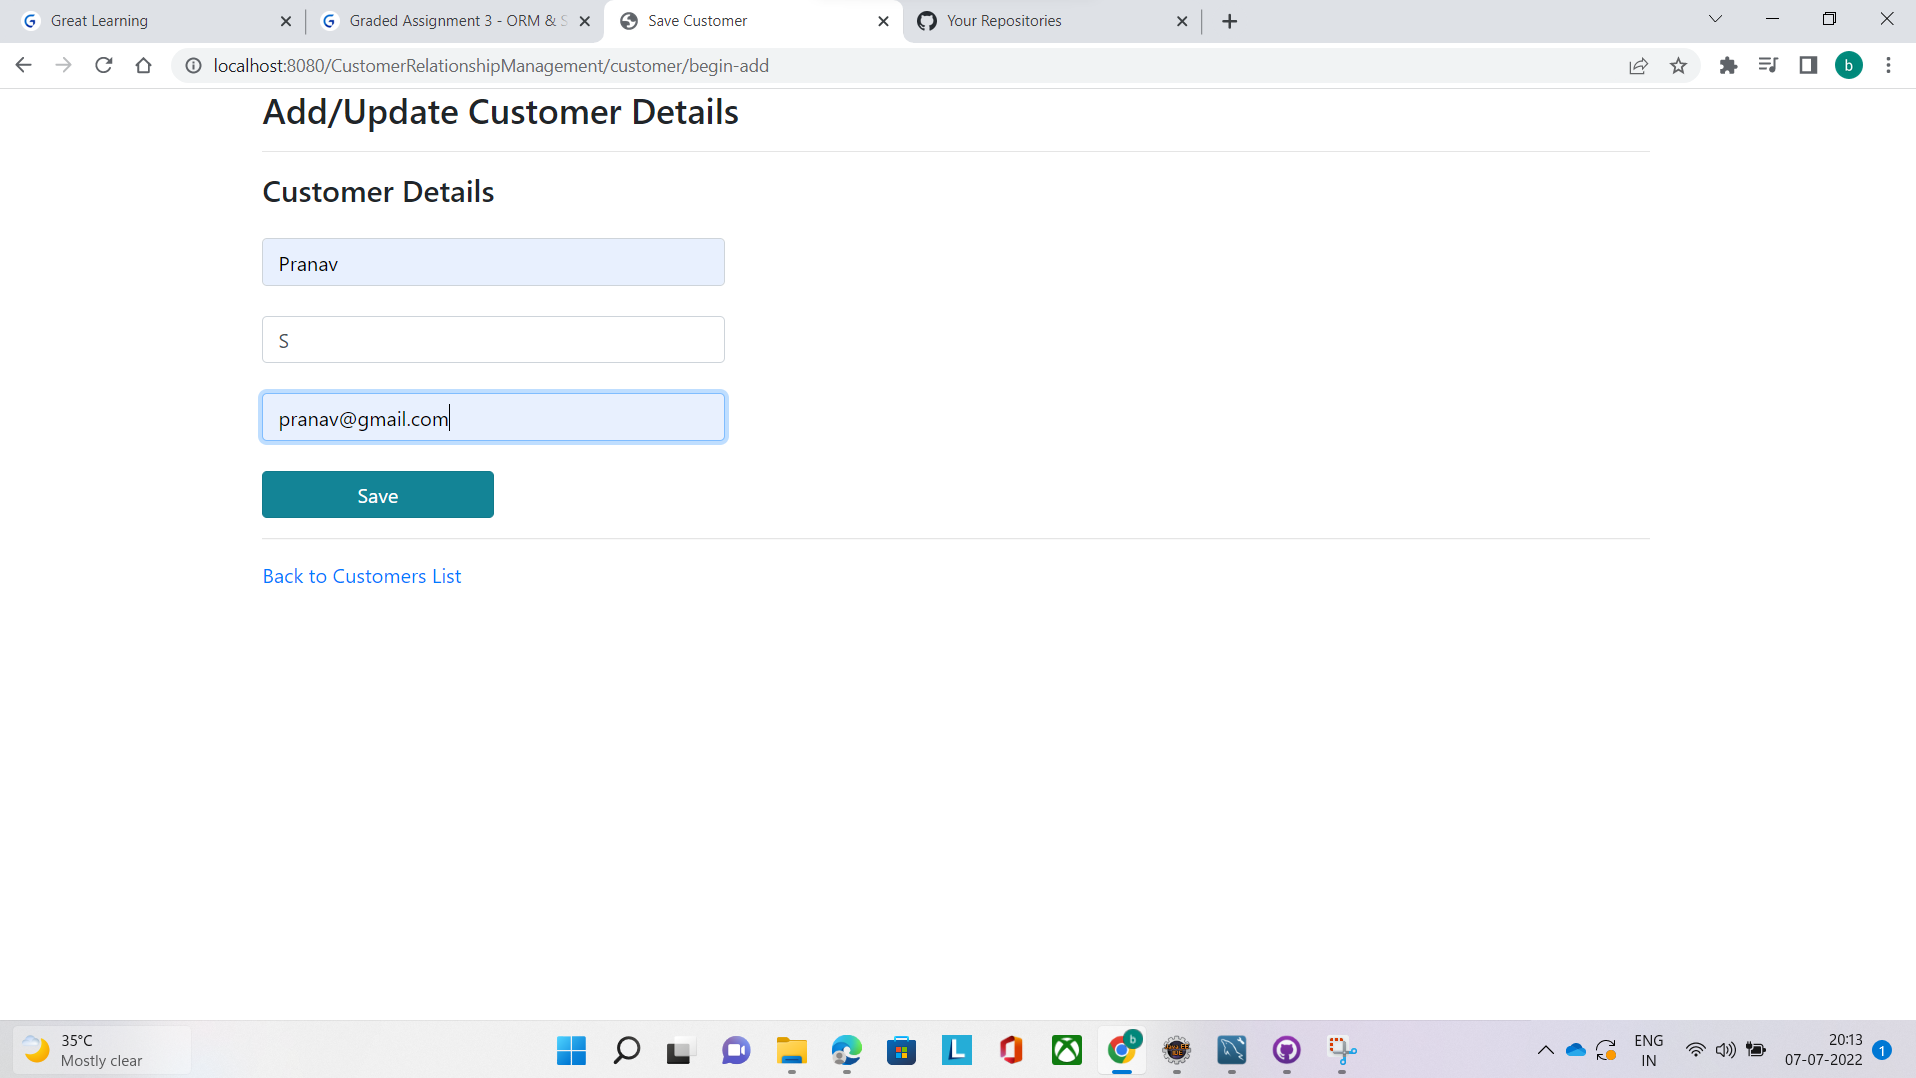 Great Learning
Graded Assignment 3 - ORM & S
Save Customer
Your Repositories
localhost:8080/CustomerRelationshipManagement/customer/begin-add
b
Add/Update Customer Details
Customer Details
Pranav
S
pranav@gmail.com
Save
Back to Customers List
35°C
Mostly clear
L
b
ENG
IN
20:13
07-07-2022
1